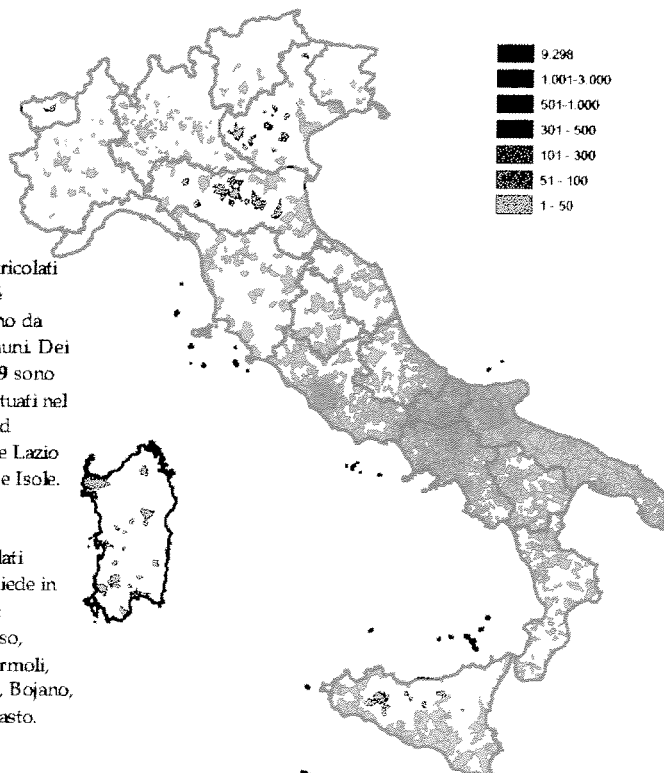 9.298
1.001-3.000
501-1.000
301 - 500
101 - 300
51 - 100
1 - 50
ricolati
no da
uni. Dei
9 sono
tuati nel
d
e Lazio
e Isole.
lati
iede in
so,
rmoli,
, Bojano,
asto.